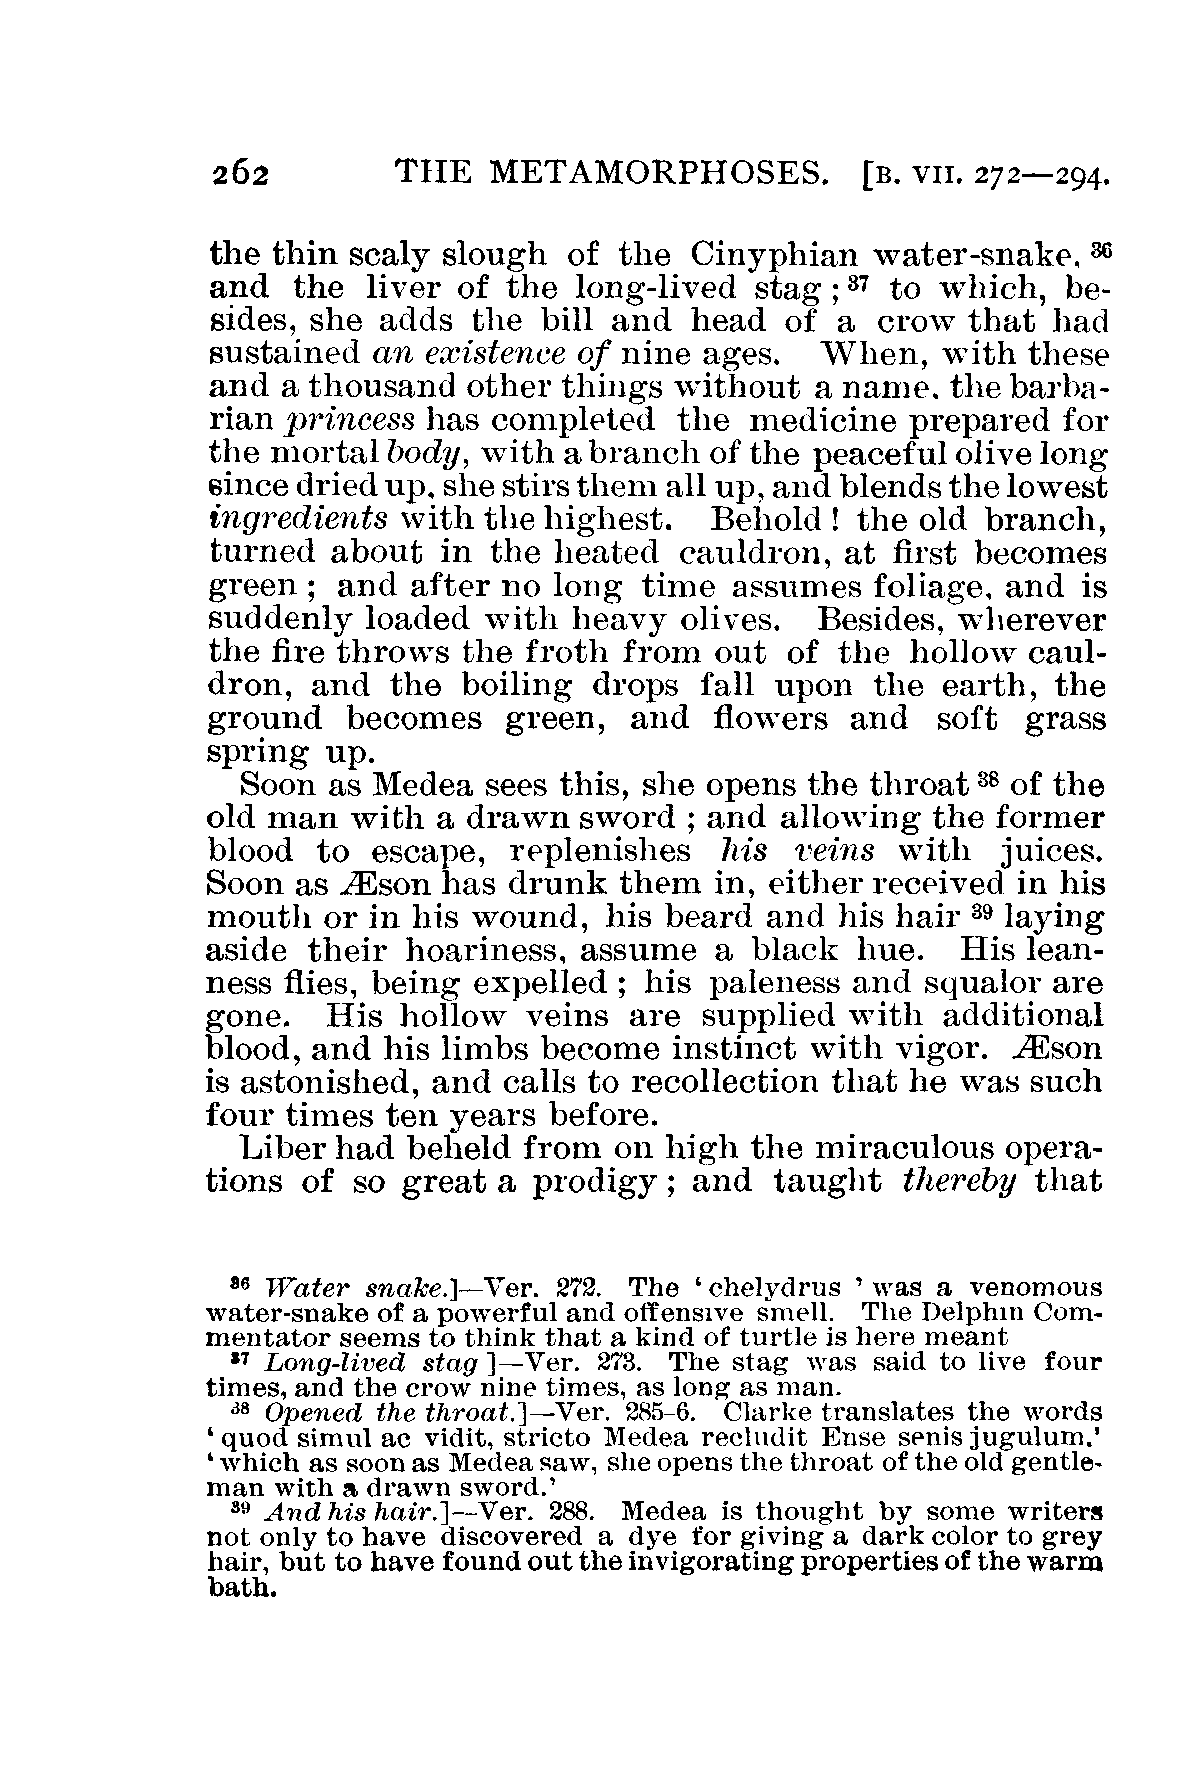 262 THE METAMORPHOSES. [B. VII. 272—294.
the thin scaly slough of the Cinyphian water-snake, 36
and the liver of the long-lived stag ; 37 to which, be-
sides, she adds the bill and head of a crow that had
sustained an existence of nine ages. When, with these
and a thousand other things without a name, the barba-
rian princess has completed the medicine prepared for
the mortal body, with a branch of the peaceful olive long
since dried up, she stirs them all up, and blends the lowest
ingredients with the highest. Behold ! the old branch,
turned about in the heated cauldron, at first becomes
green ; and after no long time assumes foliage, and is
suddenly loaded with heavy olives. Besides, wherever
the fire throws the froth from out of the hollow caul-
dron, and the boiling drops fall upon the earth, the
ground becomes green, and flowers and soft grass
spring up.
Soon as Medea sees this, she opens the throat 38 of the
old man with a drawn sword ; and allowing the former
blood to escape, replenishes his veins with juices.
Soon as Æson has drunk them in, either received in his
mouth or in his wound, his beard and his hair 39 laying
aside their hoariness, assume a black hue. His lean-
ness flies, being expelled ; his paleness and squalor are
gone. His hollow veins are supplied with additional
blood, and his limbs become instinct with vigor. Æson
is astonished, and calls to recollection that he was such
four times ten years before.
Liber had beheld from on high the miraculous opera-
tions of so great a prodigy ; and taught thereby that
36 Water snake.]—Ver. 272. The ‘ chelydrus ’ was a venomous
water-snake of a powerful and offensive smell. The Delphin Com-
mentator seems to think that a kind of turtle is here meant
37 Long-lived stag ]—Ver. 273. The stag was said to live four
times, and the crow nine times, as long as man.
38 Opened the throat.]—Ver. 285-6. Clarke translates the words
‘ quod simul ac vidit, stricto Medea recludit Ense senis jugulum.’
‘ which as soon as Medea saw, she opens the throat of the old gentle-
man with a drawn sword.’
39 And his hair.]—Ver. 288. Medea is thought by some writers
not only to have discovered a dye for giving a dark color to grey
hair, but to have found out the invigorating properties of the warm
bath.